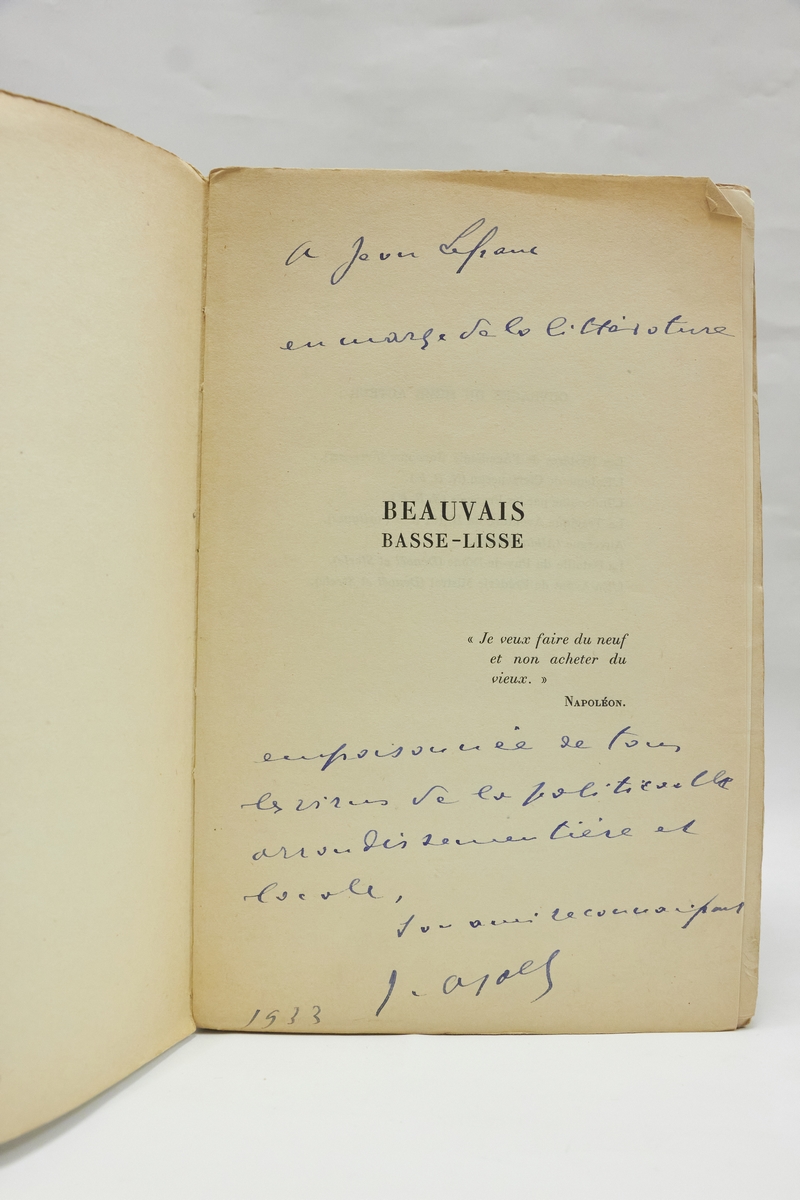 a Jean Lefranc
en marge de la littérature
BEAUVAIS
BASSE-LISSE
« Je veux faire du neuf
et non acheter du
vieux. »
NAPOLÉON.
empoisonnée de tous
les virus de la politicaille
arrondissementière et
locale,
son ami reconnaissant
J. Ajalbert
1933